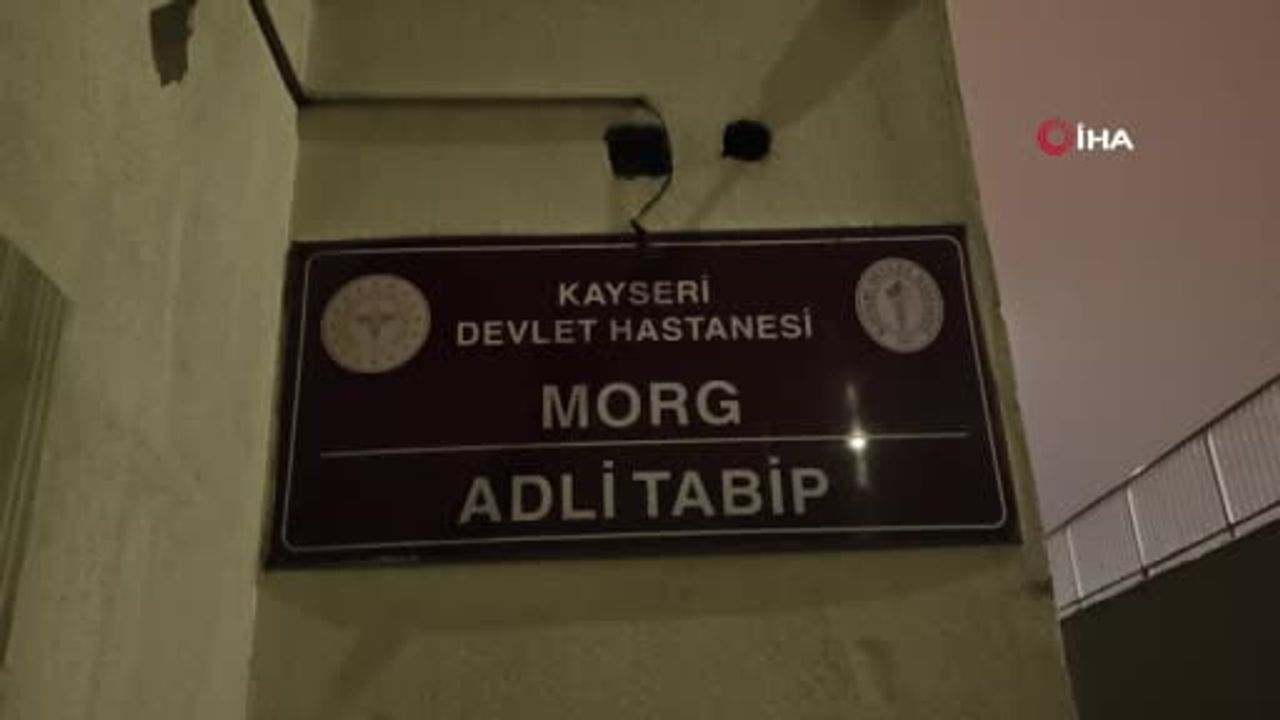 İHA
KAYSERİ
DEVLET HASTANESİ
MORG
ADLİ TABİP